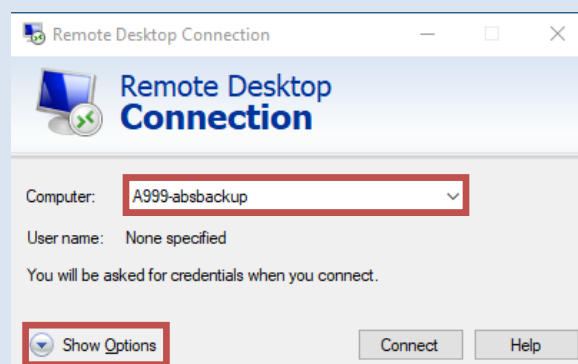 Remote Desktop Connection
Remote Desktop
Connection
Computer: A999-absbackup
User name: None specified
You will be asked for credentials when you connect.
Show Options Connect Help